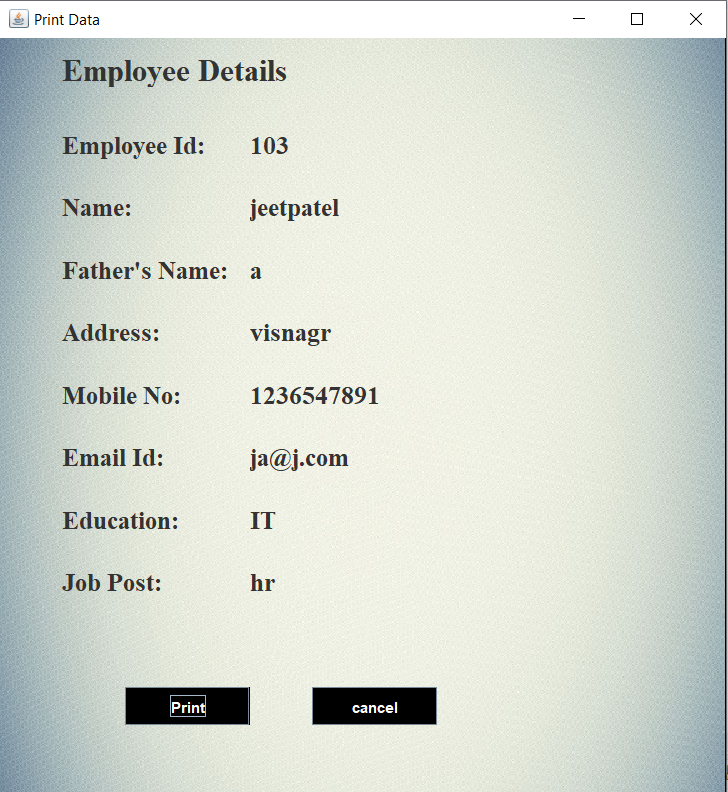 Print Data
Employee Details
Employee Id: 103
Name: jeetpatel
Father's Name: a
Address: visnagr
Mobile No: 1236547891
Email Id: ja@j.com
Education: IT
Job Post: hr
Print cancel